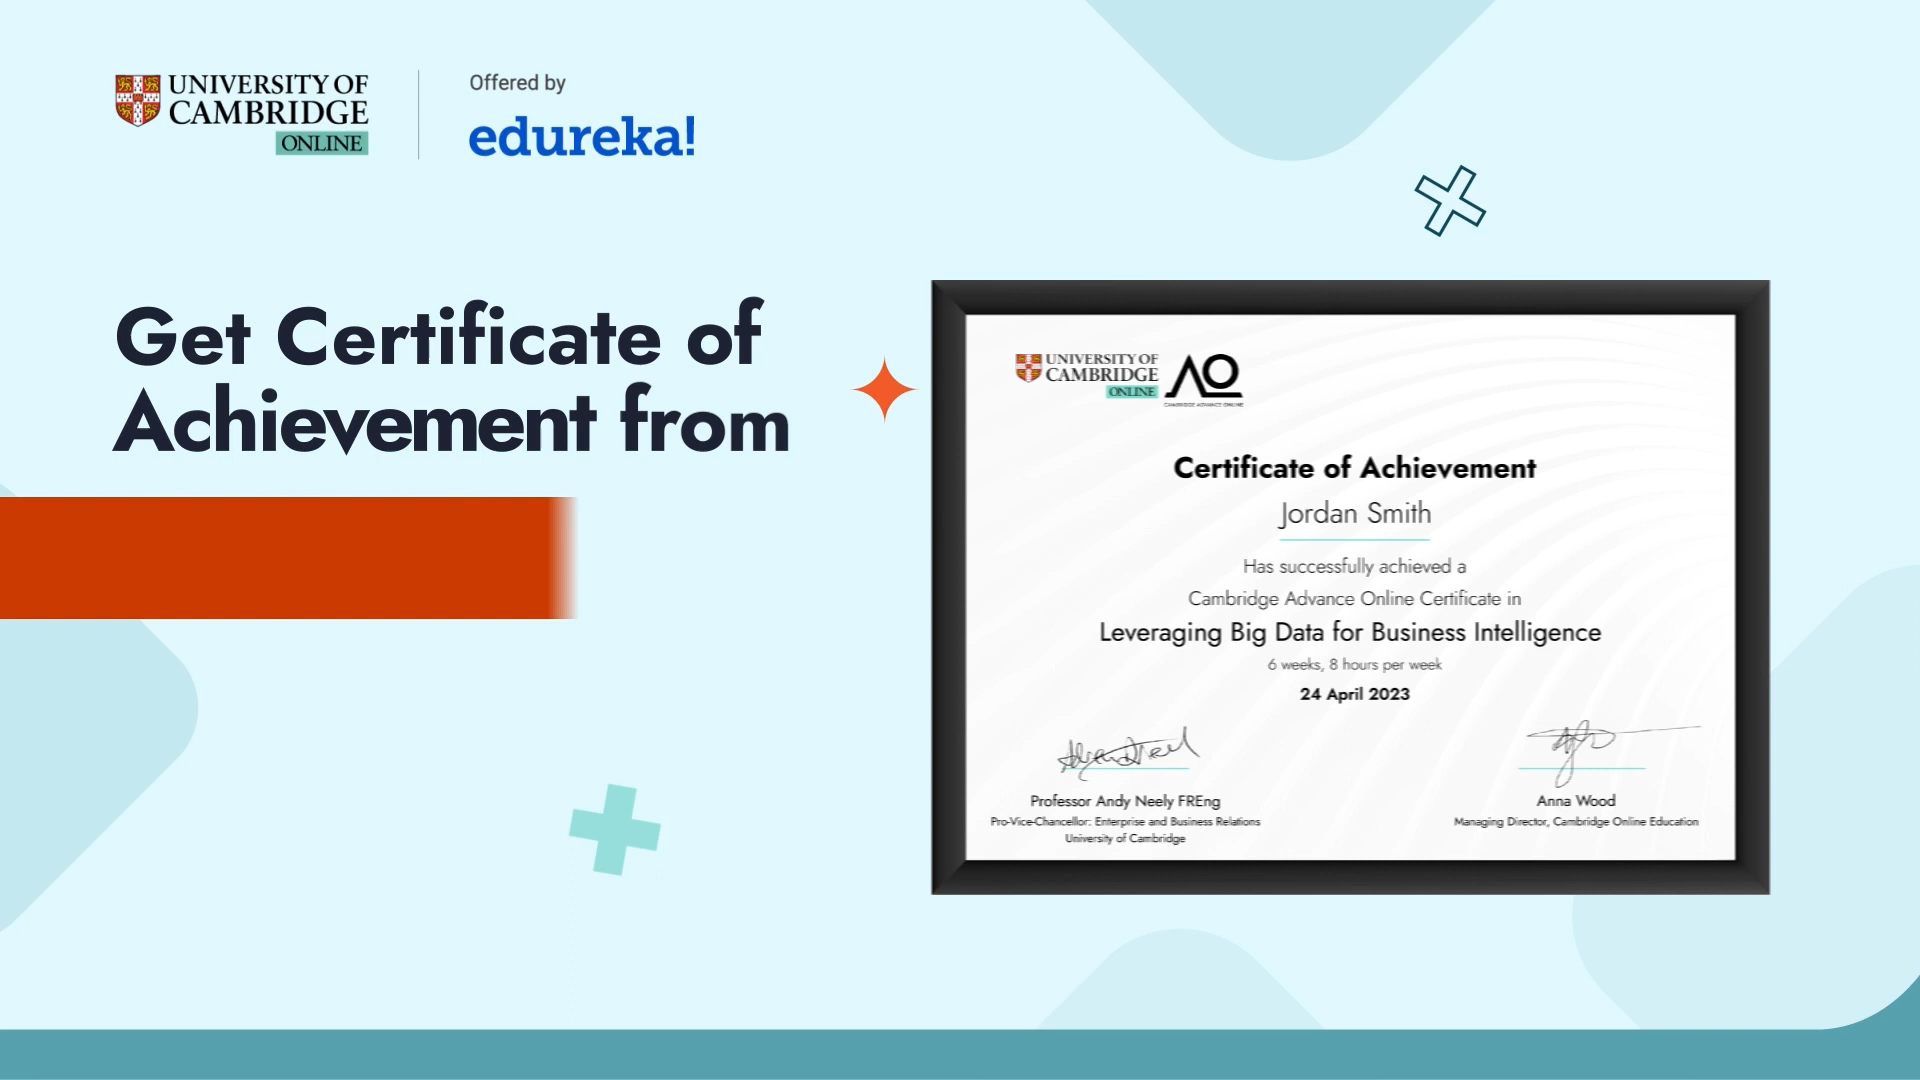 UNIVERSITY OF
CAMBRIDGE
ONLINE
Offered by
edureka!
Get Certificate of
Achievement from
UNIVERSITY OF
CAMBRIDGE
ONLINE
CAMBRIDGE ADVANCE ONLINE
Certificate of Achievement
Jordan Smith
Has successfully achieved a
Cambridge Advance Online Certificate in
Leveraging Big Data for Business Intelligence
6 weeks, 8 hours per week
24 April 2023
Professor Andy Neely FREng
Pro-Vice-Chancellor: Enterprise and Business Relations
University of Cambridge
Anna Wood
Managing Director, Cambridge Online Education